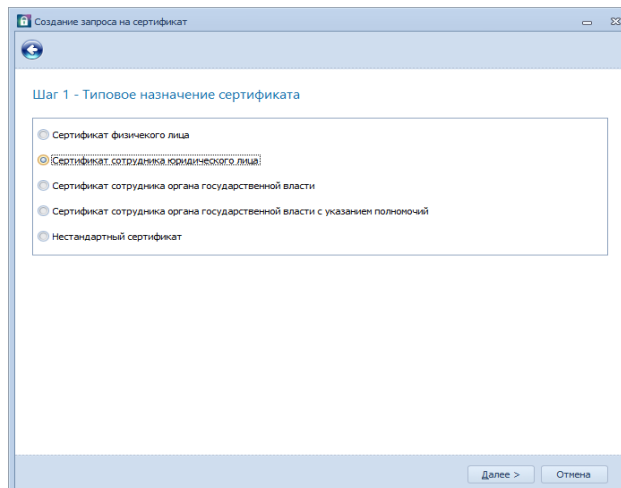 Создание запроса на сертификат
Шаг 1 - Типовое назначение сертификата
Сертификат физичекого лица
Сертификат сотрудника юридического лица
Сертификат сотрудника органа государственной власти
Сертификат сотрудника органа государственной власти с указанием полномочий
Нестандартный сертификат
Далее > Отмена